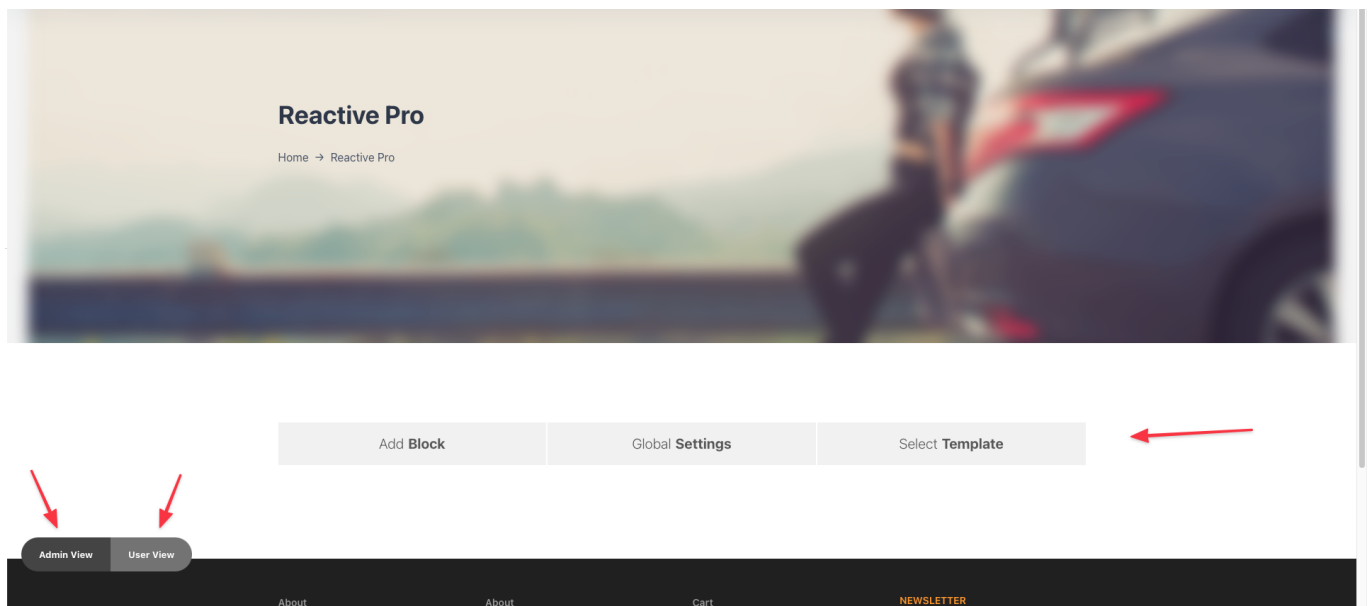 Reactive Pro
Home → Reactive Pro
Add Block Global Settings Select Template
Admin View User View
About About Cart NEWSLETTER